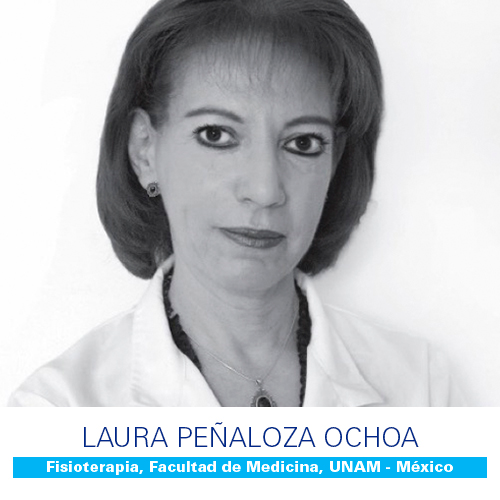 LAURA PEÑALOZA OCHOA
Fisioterapia, Facultad de Medicina, UNAM - México